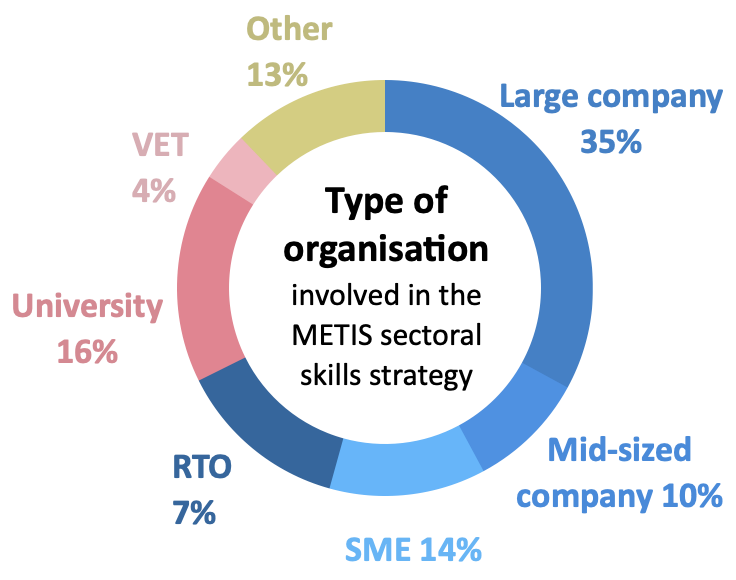 Other
13%
Large company
35%
VET
4%
Type of
organisation
involved in the
METIS sectoral
skills strategy
University
16%
Mid-sized
company 10%
RTO
7%
SME 14%